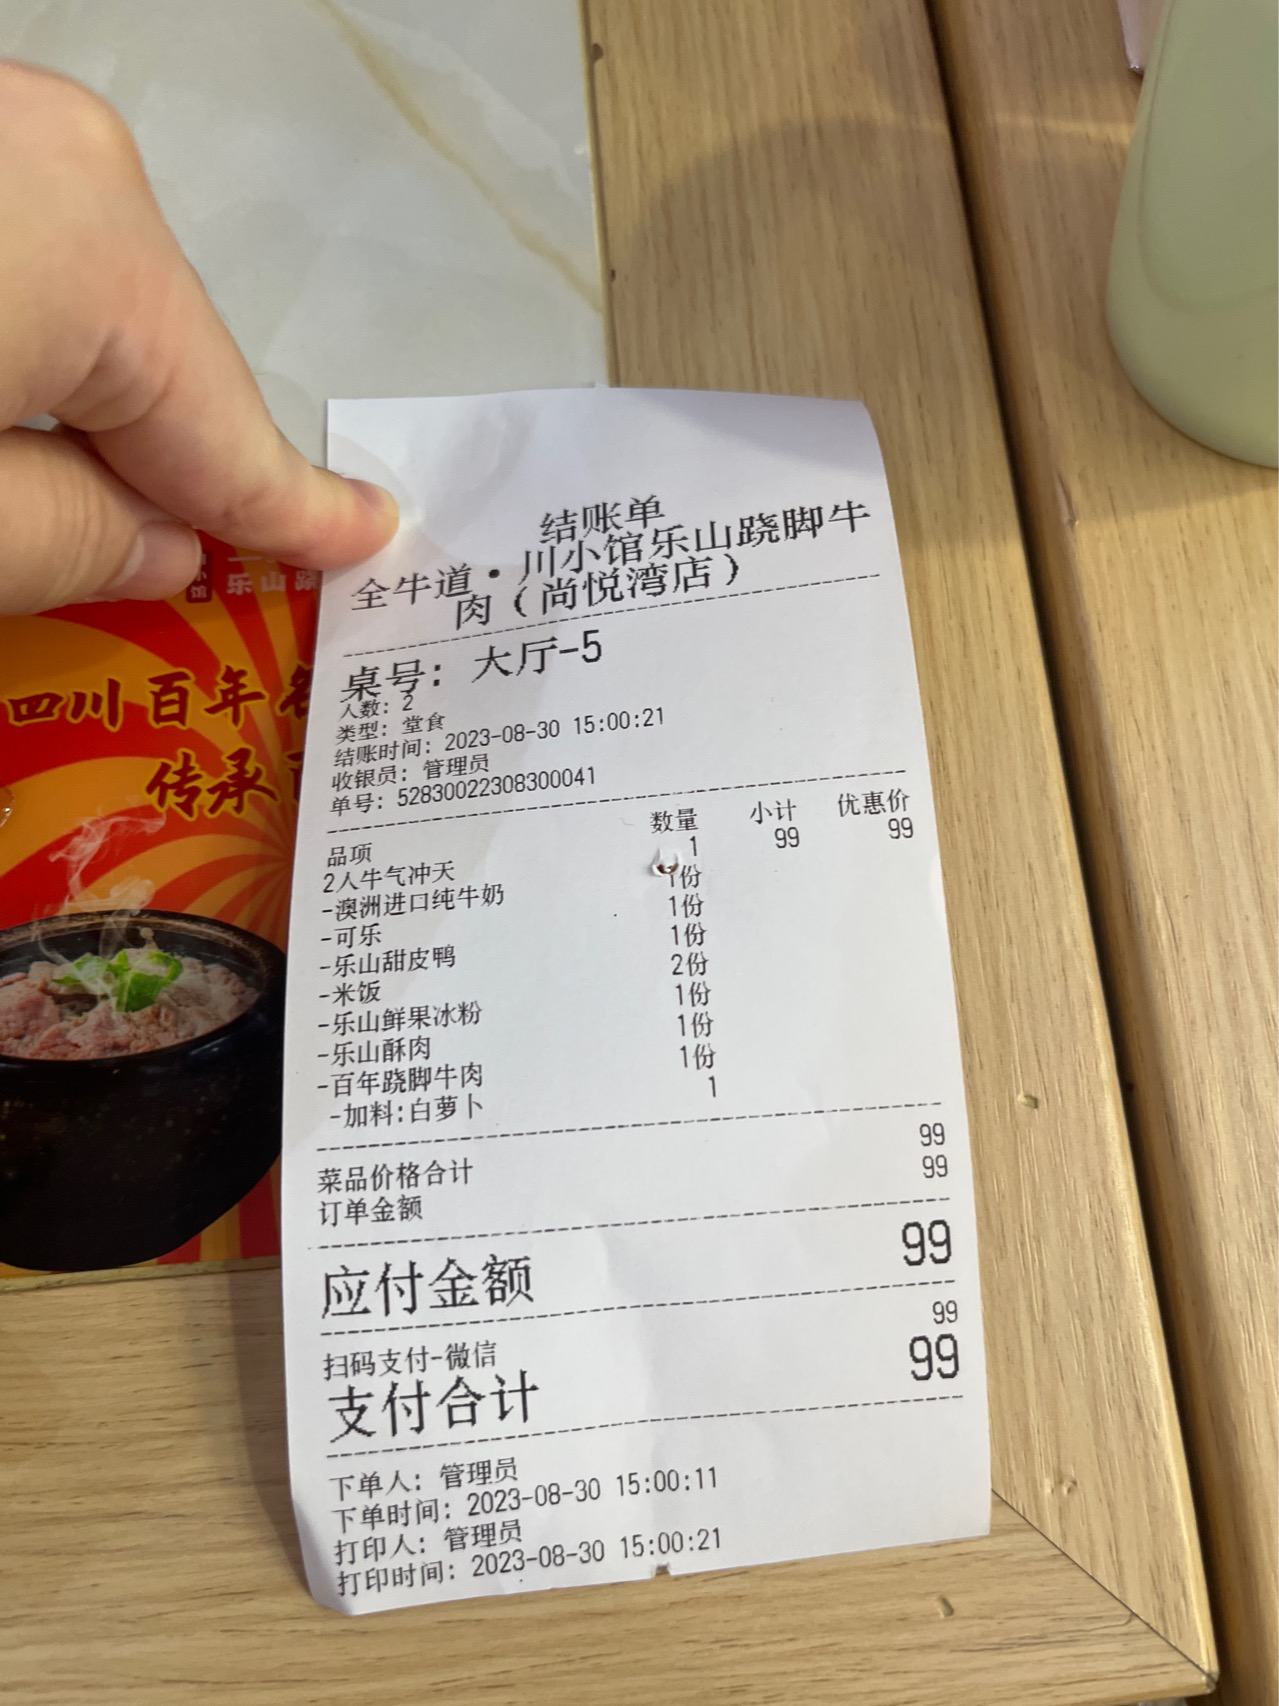 结账单
全牛道·川小馆乐山跷脚牛
肉（尚悦湾店）
桌号：大厅-5
人数：2
类型：堂食
结账时间：2023-08-30 15:00:21
收银员：管理员
单号：52830022308300041
品项 数量 小计 优惠价
2人牛气冲天 1 99 99
-澳洲进口纯牛奶 1份
-可乐 1份
-乐山甜皮鸭 1份
-米饭 2份
-乐山鲜果冰粉 1份
-乐山酥肉 1份
-百年跷脚牛肉 1份
-加料:白萝卜 1
菜品价格合计 99
订单金额 99
应付金额 99
扫码支付-微信 99
支付合计 99
下单人：管理员
下单时间：2023-08-30 15:00:11
打印人：管理员
打印时间：2023-08-30 15:00:21
乐山
四川百年
传承